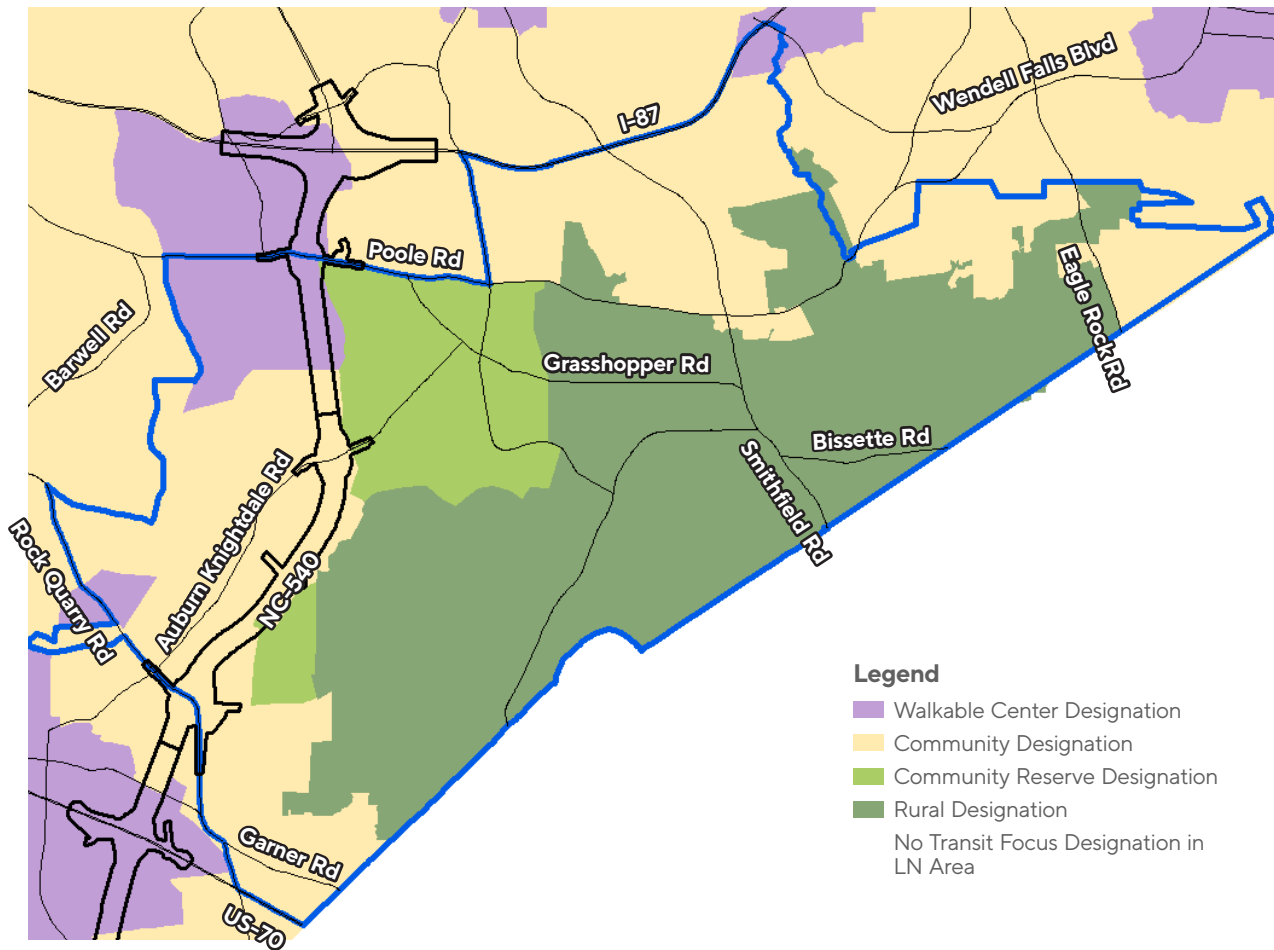 Wendell Falls Blvd
I-87
Poole Rd
Eagle Rock Rd
Barwell Rd
Grasshopper Rd
Bissette Rd
Smithfield Rd
Auburn Knightdale Rd
Rock Quarry Rd
NC-540
Garner Rd
US-70
Legend
Walkable Center Designation
Community Designation
Community Reserve Designation
Rural Designation
No Transit Focus Designation in
LN Area